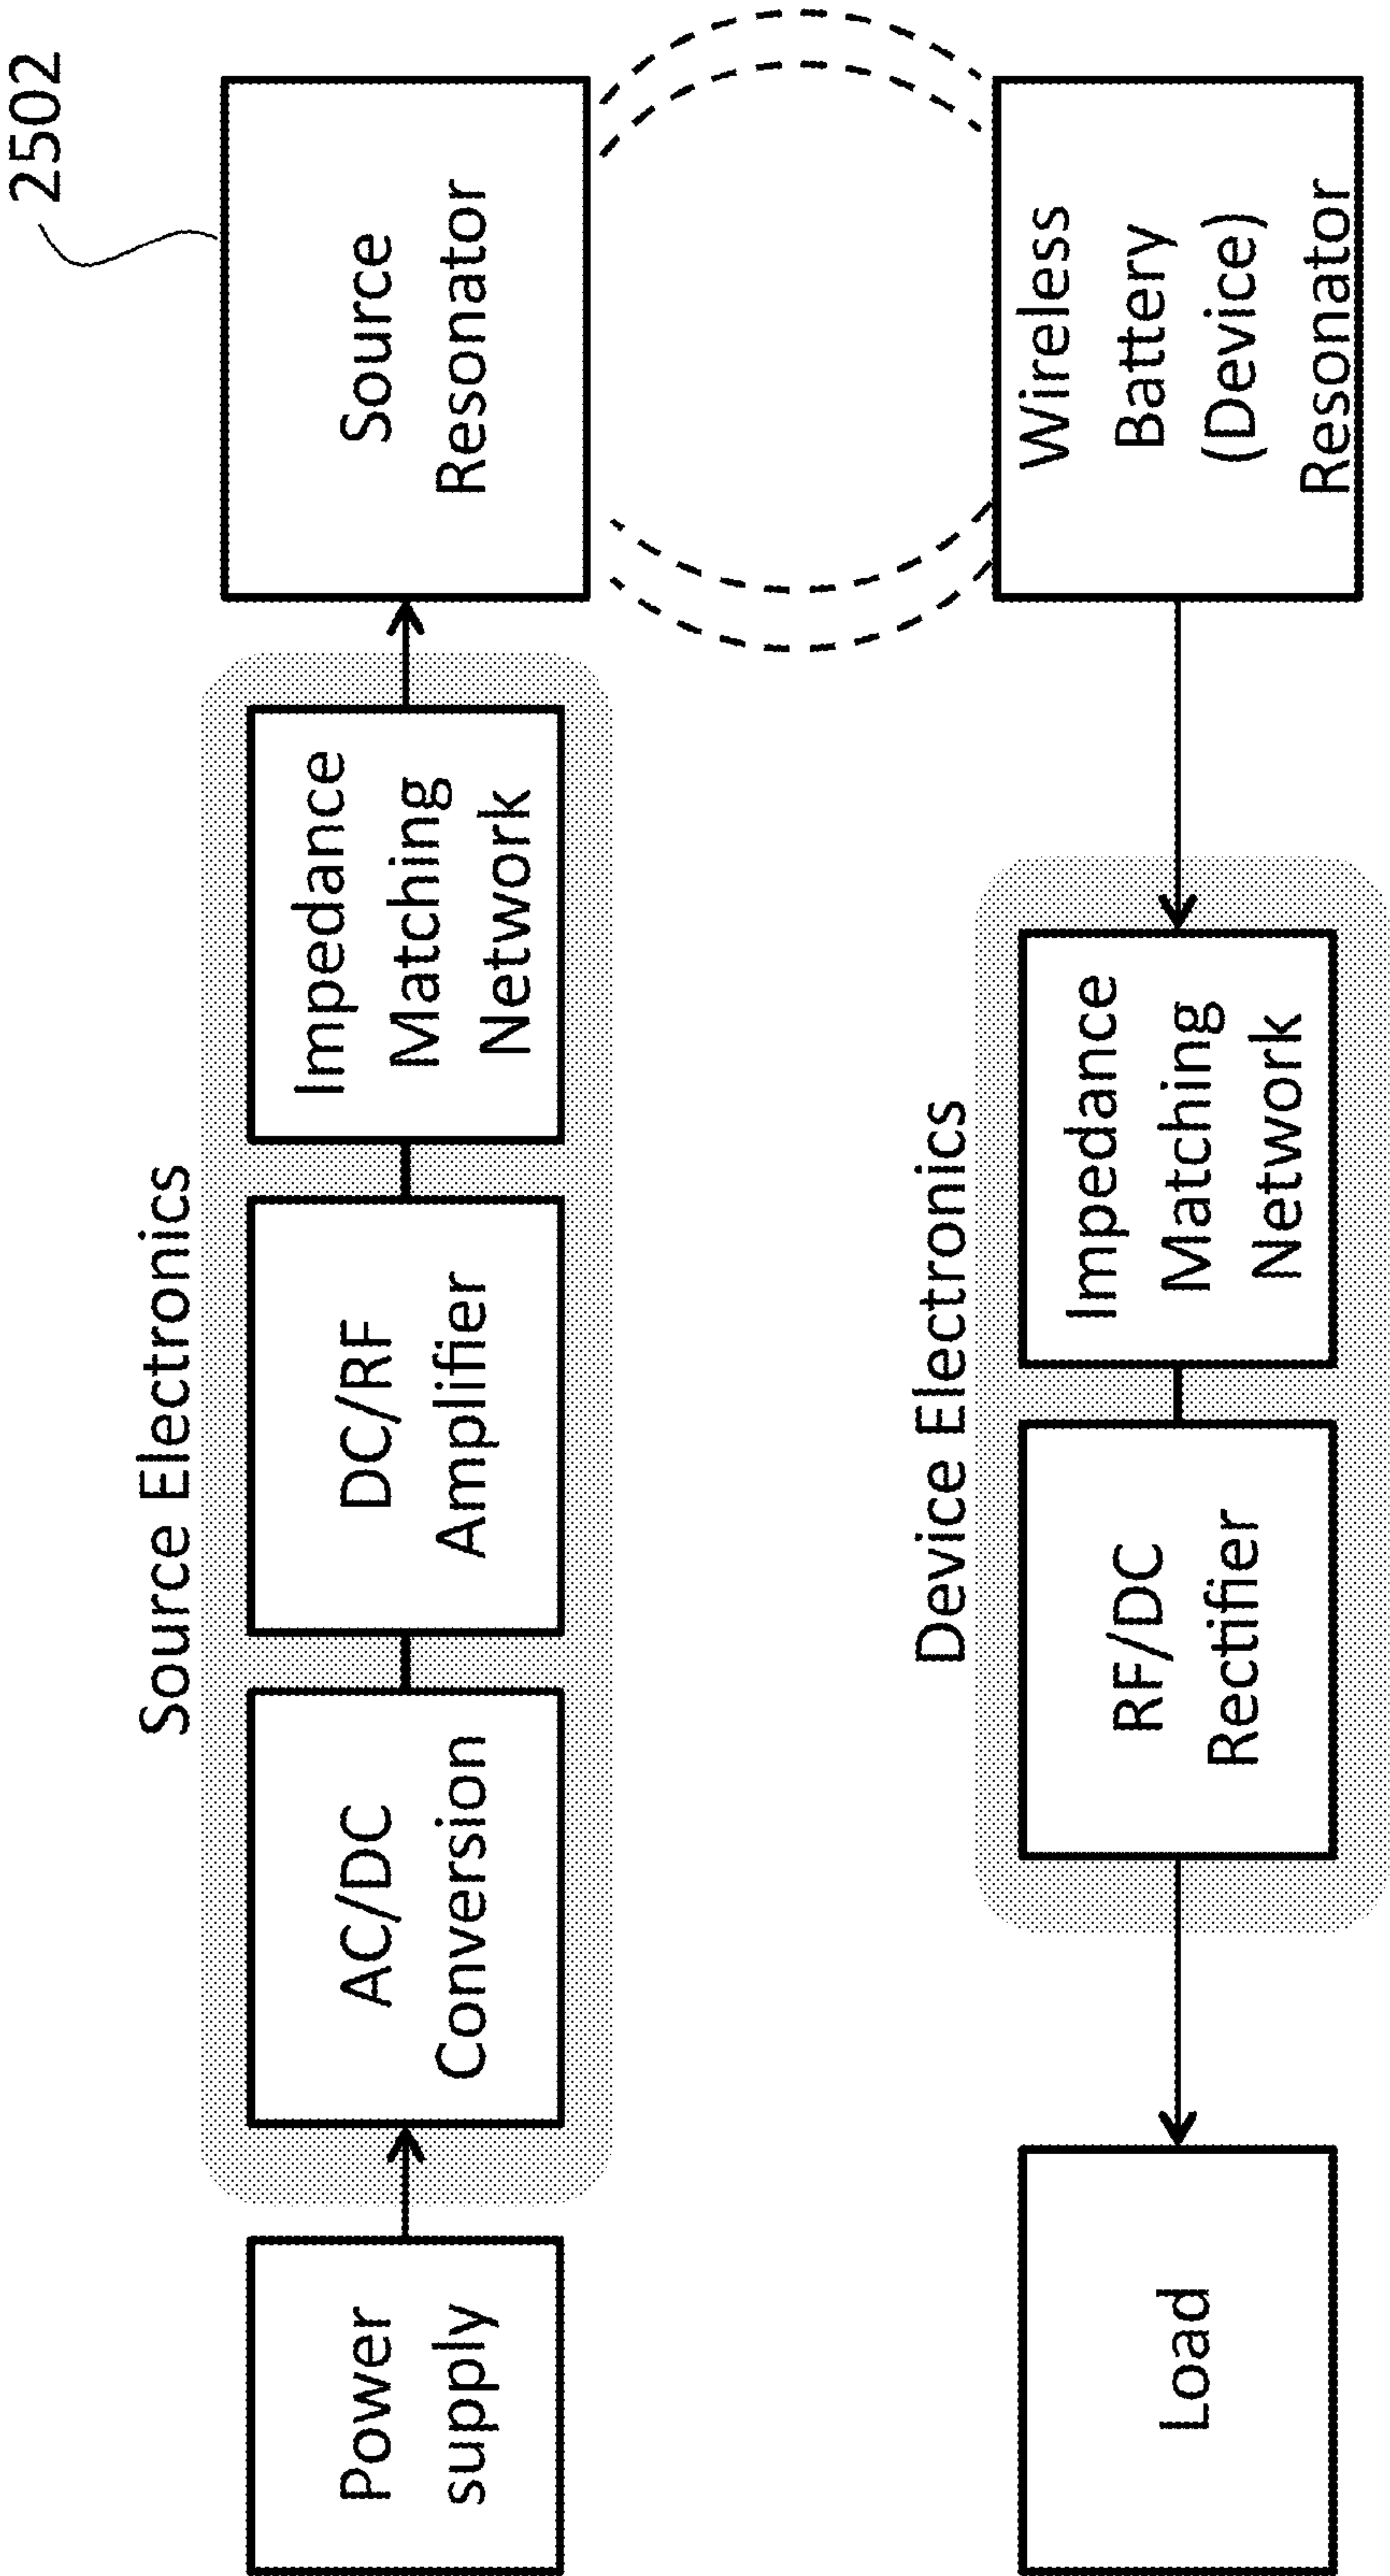 2502
Source Electronics
Power
supply
AC/DC
Conversion
DC/RF
Amplifier
Impedance
Matching
Network
Source
Resonator
Device Electronics
Load
RF/DC
Rectifier
Impedance
Matching
Network
Wireless
Battery
(Device)
Resonator